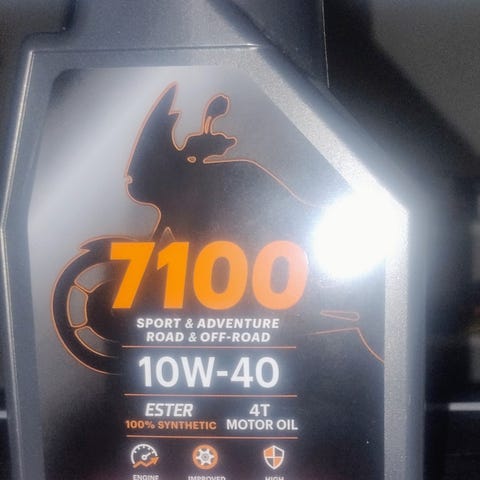 7100
SPORT & ADVENTURE
ROAD & OFF-ROAD
10W-40
ESTER
100% SYNTHETIC
4T
MOTOR OIL
ENGINE
IMPROVED
HIGH